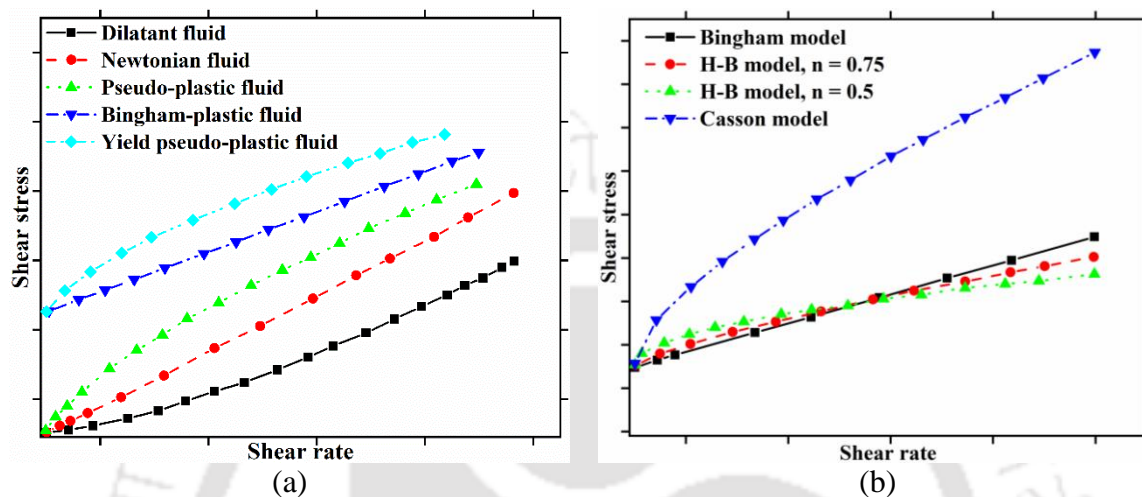 Dilatant fluid
Newtonian fluid
Pseudo-plastic fluid
Bingham-plastic fluid
Yield pseudo-plastic fluid
Shear stress
Shear rate
(a)
Bingham model
H-B model, n = 0.75
H-B model, n = 0.5
Casson model
Shear stress
Shear rate
(b)